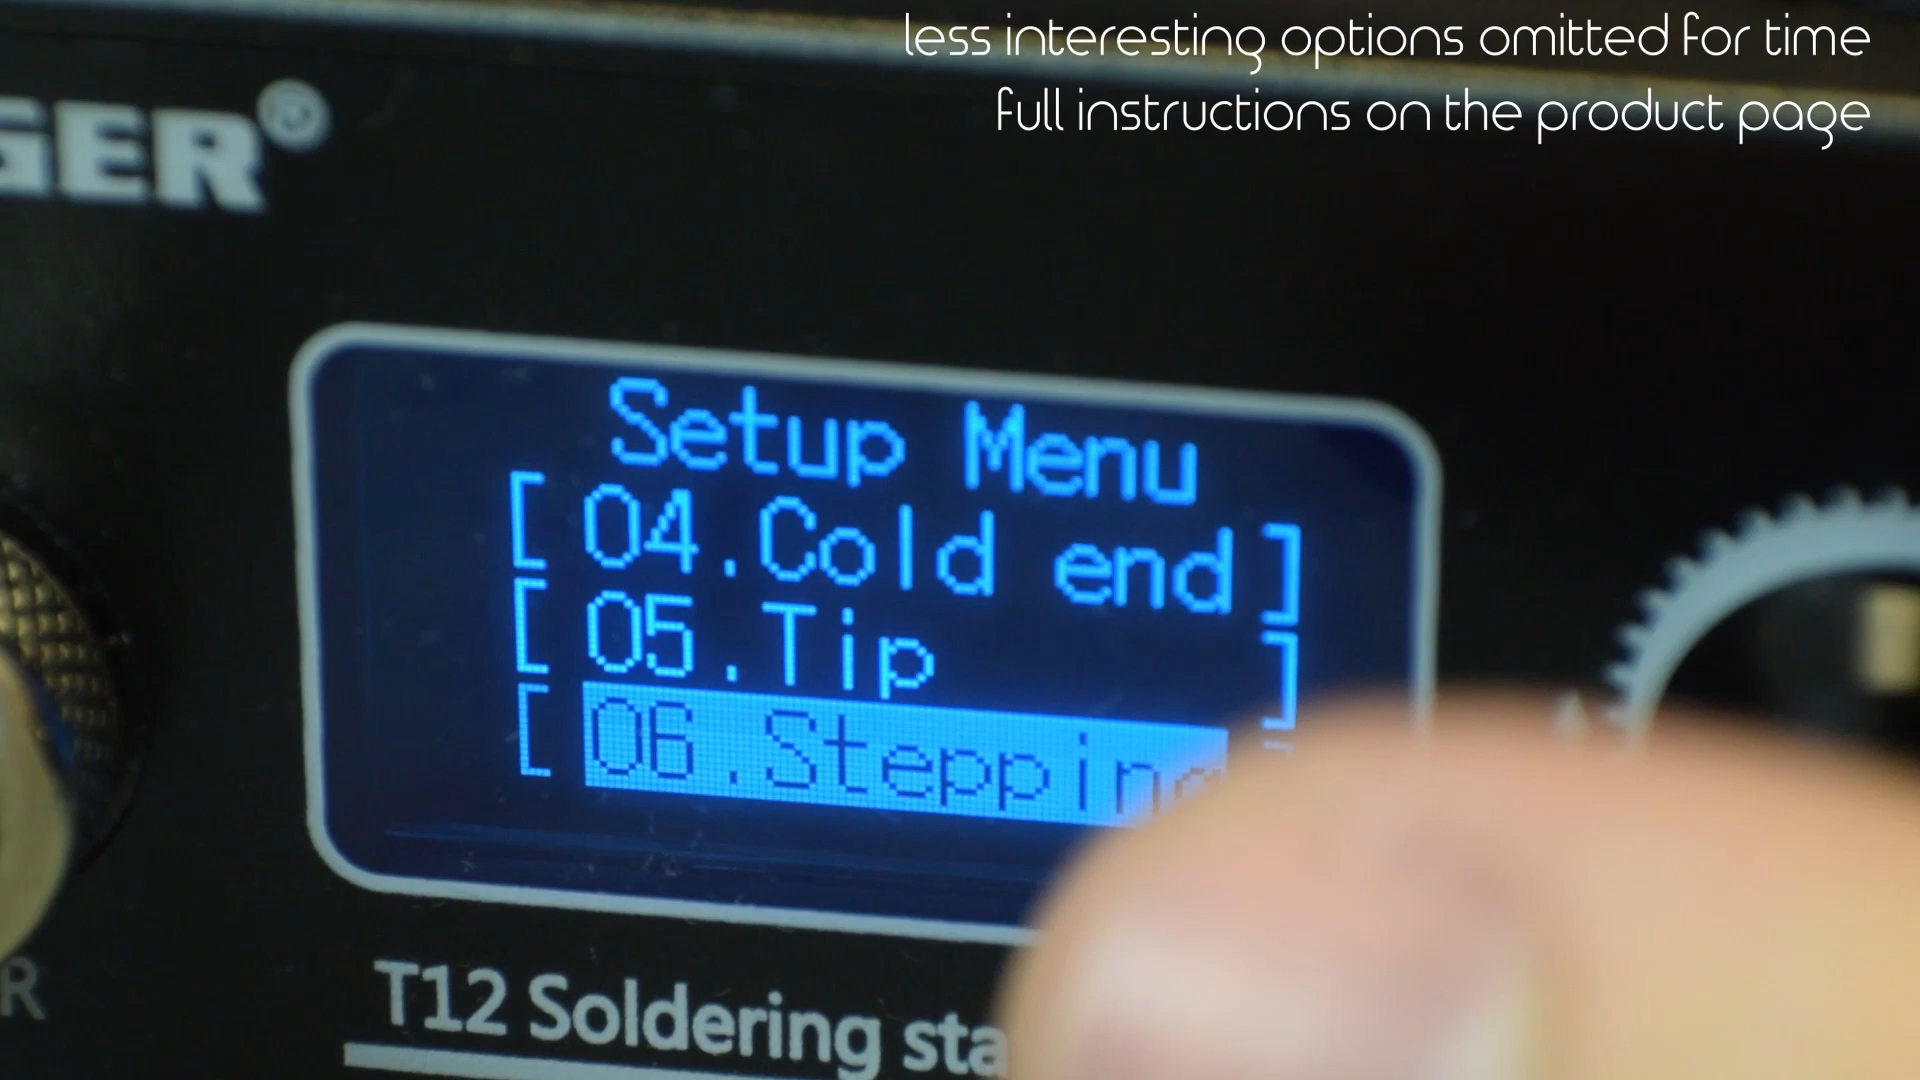 less interesting options omitted for time
full instructions on the product page
GER®
Setup Menu
[ 04.Cold end ]
[ 05.Tip ]
[ 06.Stepping
T12 Soldering sta
R